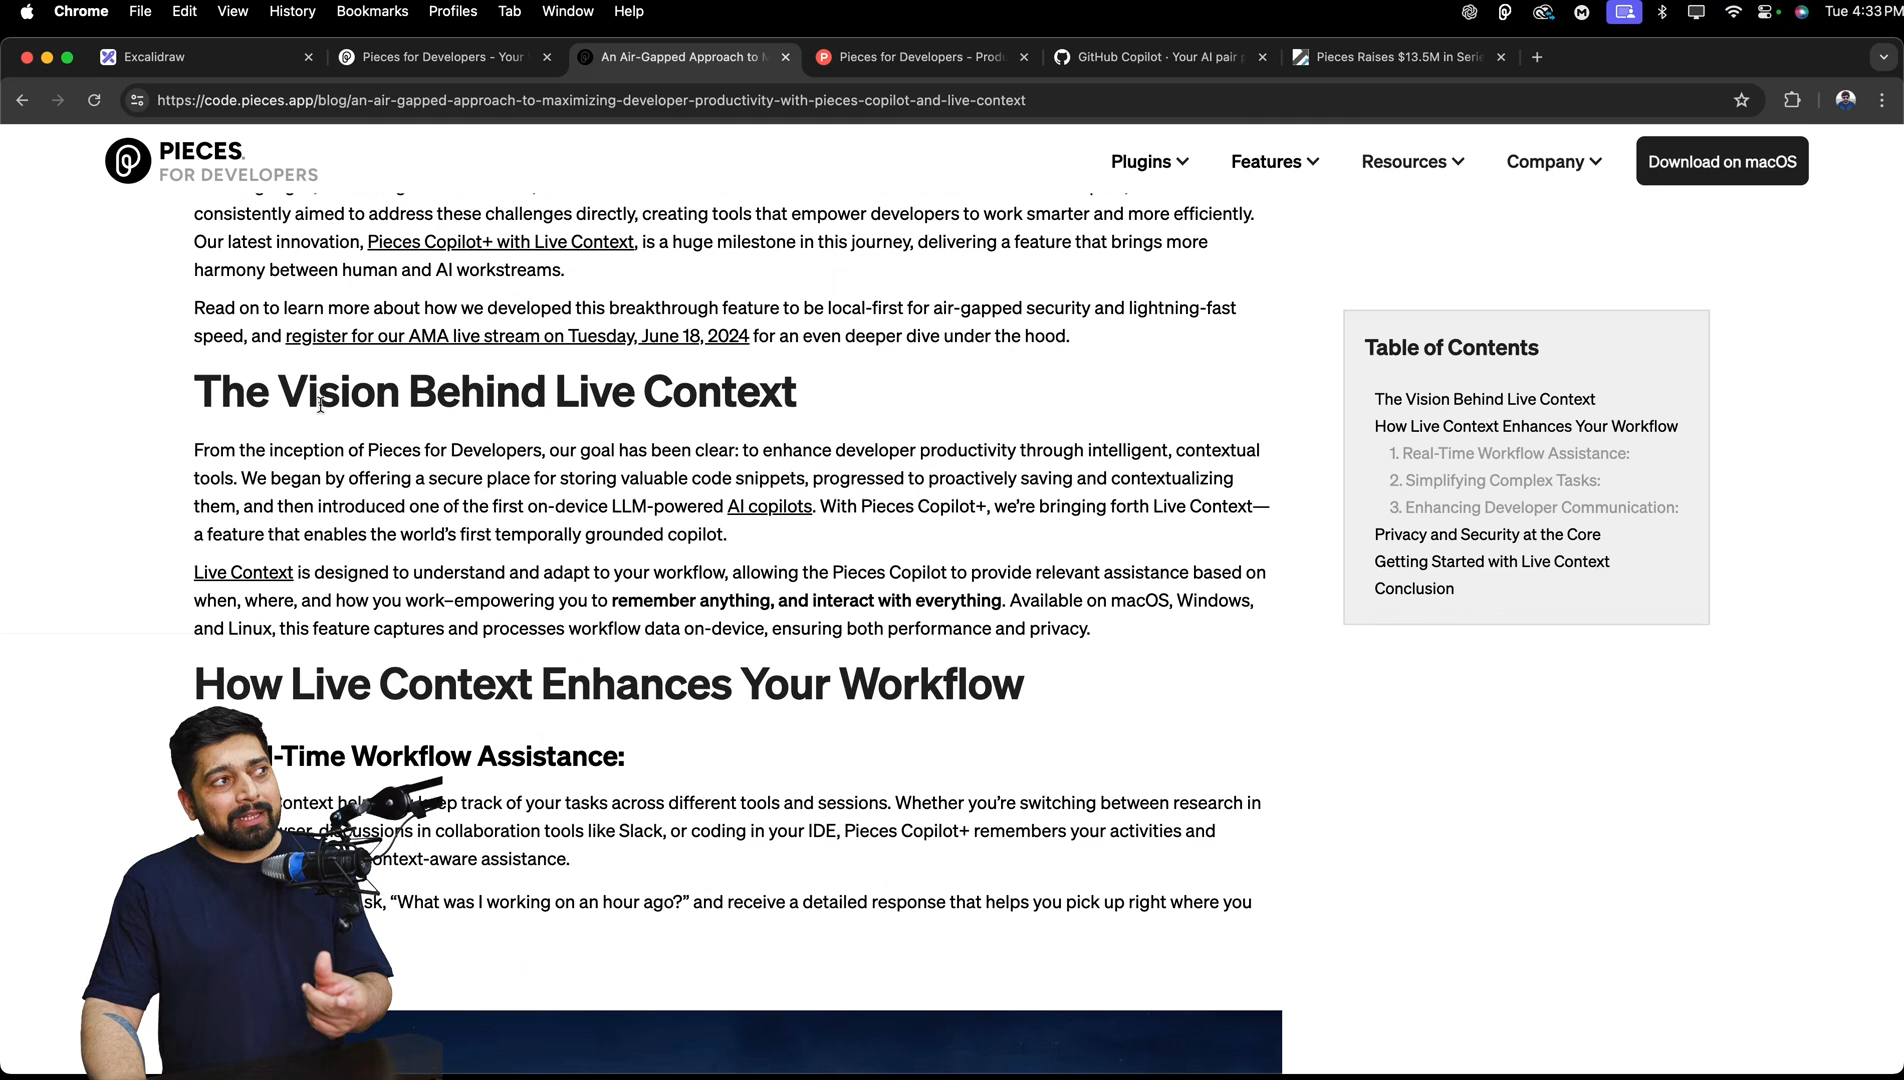 Chrome File Edit View History Bookmarks Profiles Tab Window Help Tue 4:33 PM
Excalidraw
Pieces for Developers - Your
An Air-Gapped Approach to M
Pieces for Developers - Produ
GitHub Copilot · Your AI pair p
Pieces Raises $13.5M in Serie
https://code.pieces.app/blog/an-air-gapped-approach-to-maximizing-developer-productivity-with-pieces-copilot-and-live-context
PIECES.
FOR DEVELOPERS
Plugins Features Resources Company Download on macOS
consistently aimed to address these challenges directly, creating tools that empower developers to work smarter and more efficiently.
Our latest innovation, Pieces Copilot+ with Live Context, is a huge milestone in this journey, delivering a feature that brings more
harmony between human and AI workstreams.
Read on to learn more about how we developed this breakthrough feature to be local-first for air-gapped security and lightning-fast
speed, and register for our AMA live stream on Tuesday, June 18, 2024 for an even deeper dive under the hood.
The Vision Behind Live Context
From the inception of Pieces for Developers, our goal has been clear: to enhance developer productivity through intelligent, contextual
tools. We began by offering a secure place for storing valuable code snippets, progressed to proactively saving and contextualizing
them, and then introduced one of the first on-device LLM-powered AI copilots. With Pieces Copilot+, we're bringing forth Live Context—
a feature that enables the world's first temporally grounded copilot.
Live Context is designed to understand and adapt to your workflow, allowing the Pieces Copilot to provide relevant assistance based on
when, where, and how you work–empowering you to remember anything, and interact with everything. Available on macOS, Windows,
and Linux, this feature captures and processes workflow data on-device, ensuring both performance and privacy.
How Live Context Enhances Your Workflow
-Time Workflow Assistance:
ontext keep track of your tasks across different tools and sessions. Whether you're switching between research in
discussions in collaboration tools like Slack, or coding in your IDE, Pieces Copilot+ remembers your activities and
ontext-aware assistance.
sk, “What was I working on an hour ago?” and receive a detailed response that helps you pick up right where you
Table of Contents
The Vision Behind Live Context
How Live Context Enhances Your Workflow
1. Real-Time Workflow Assistance:
2. Simplifying Complex Tasks:
3. Enhancing Developer Communication:
Privacy and Security at the Core
Getting Started with Live Context
Conclusion